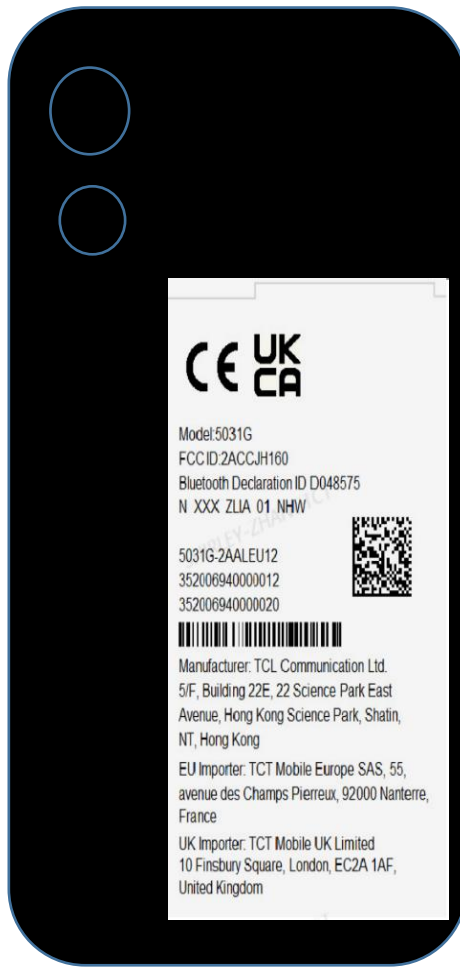 CE UK
CA
Model:5031G
FCC ID:2ACCJH160
Bluetooth Declaration ID D048575
N XXX ZLIA 01 NHW
5031G-2AALEU12
352006940000012
352006940000020
Manufacturer: TCL Communication Ltd.
5/F, Building 22E, 22 Science Park East
Avenue, Hong Kong Science Park, Shatin,
NT, Hong Kong
EU Importer: TCT Mobile Europe SAS, 55,
avenue des Champs Pierreux, 92000 Nanterre,
France
UK Importer: TCT Mobile UK Limited
10 Finsbury Square, London, EC2A 1AF,
United Kingdom